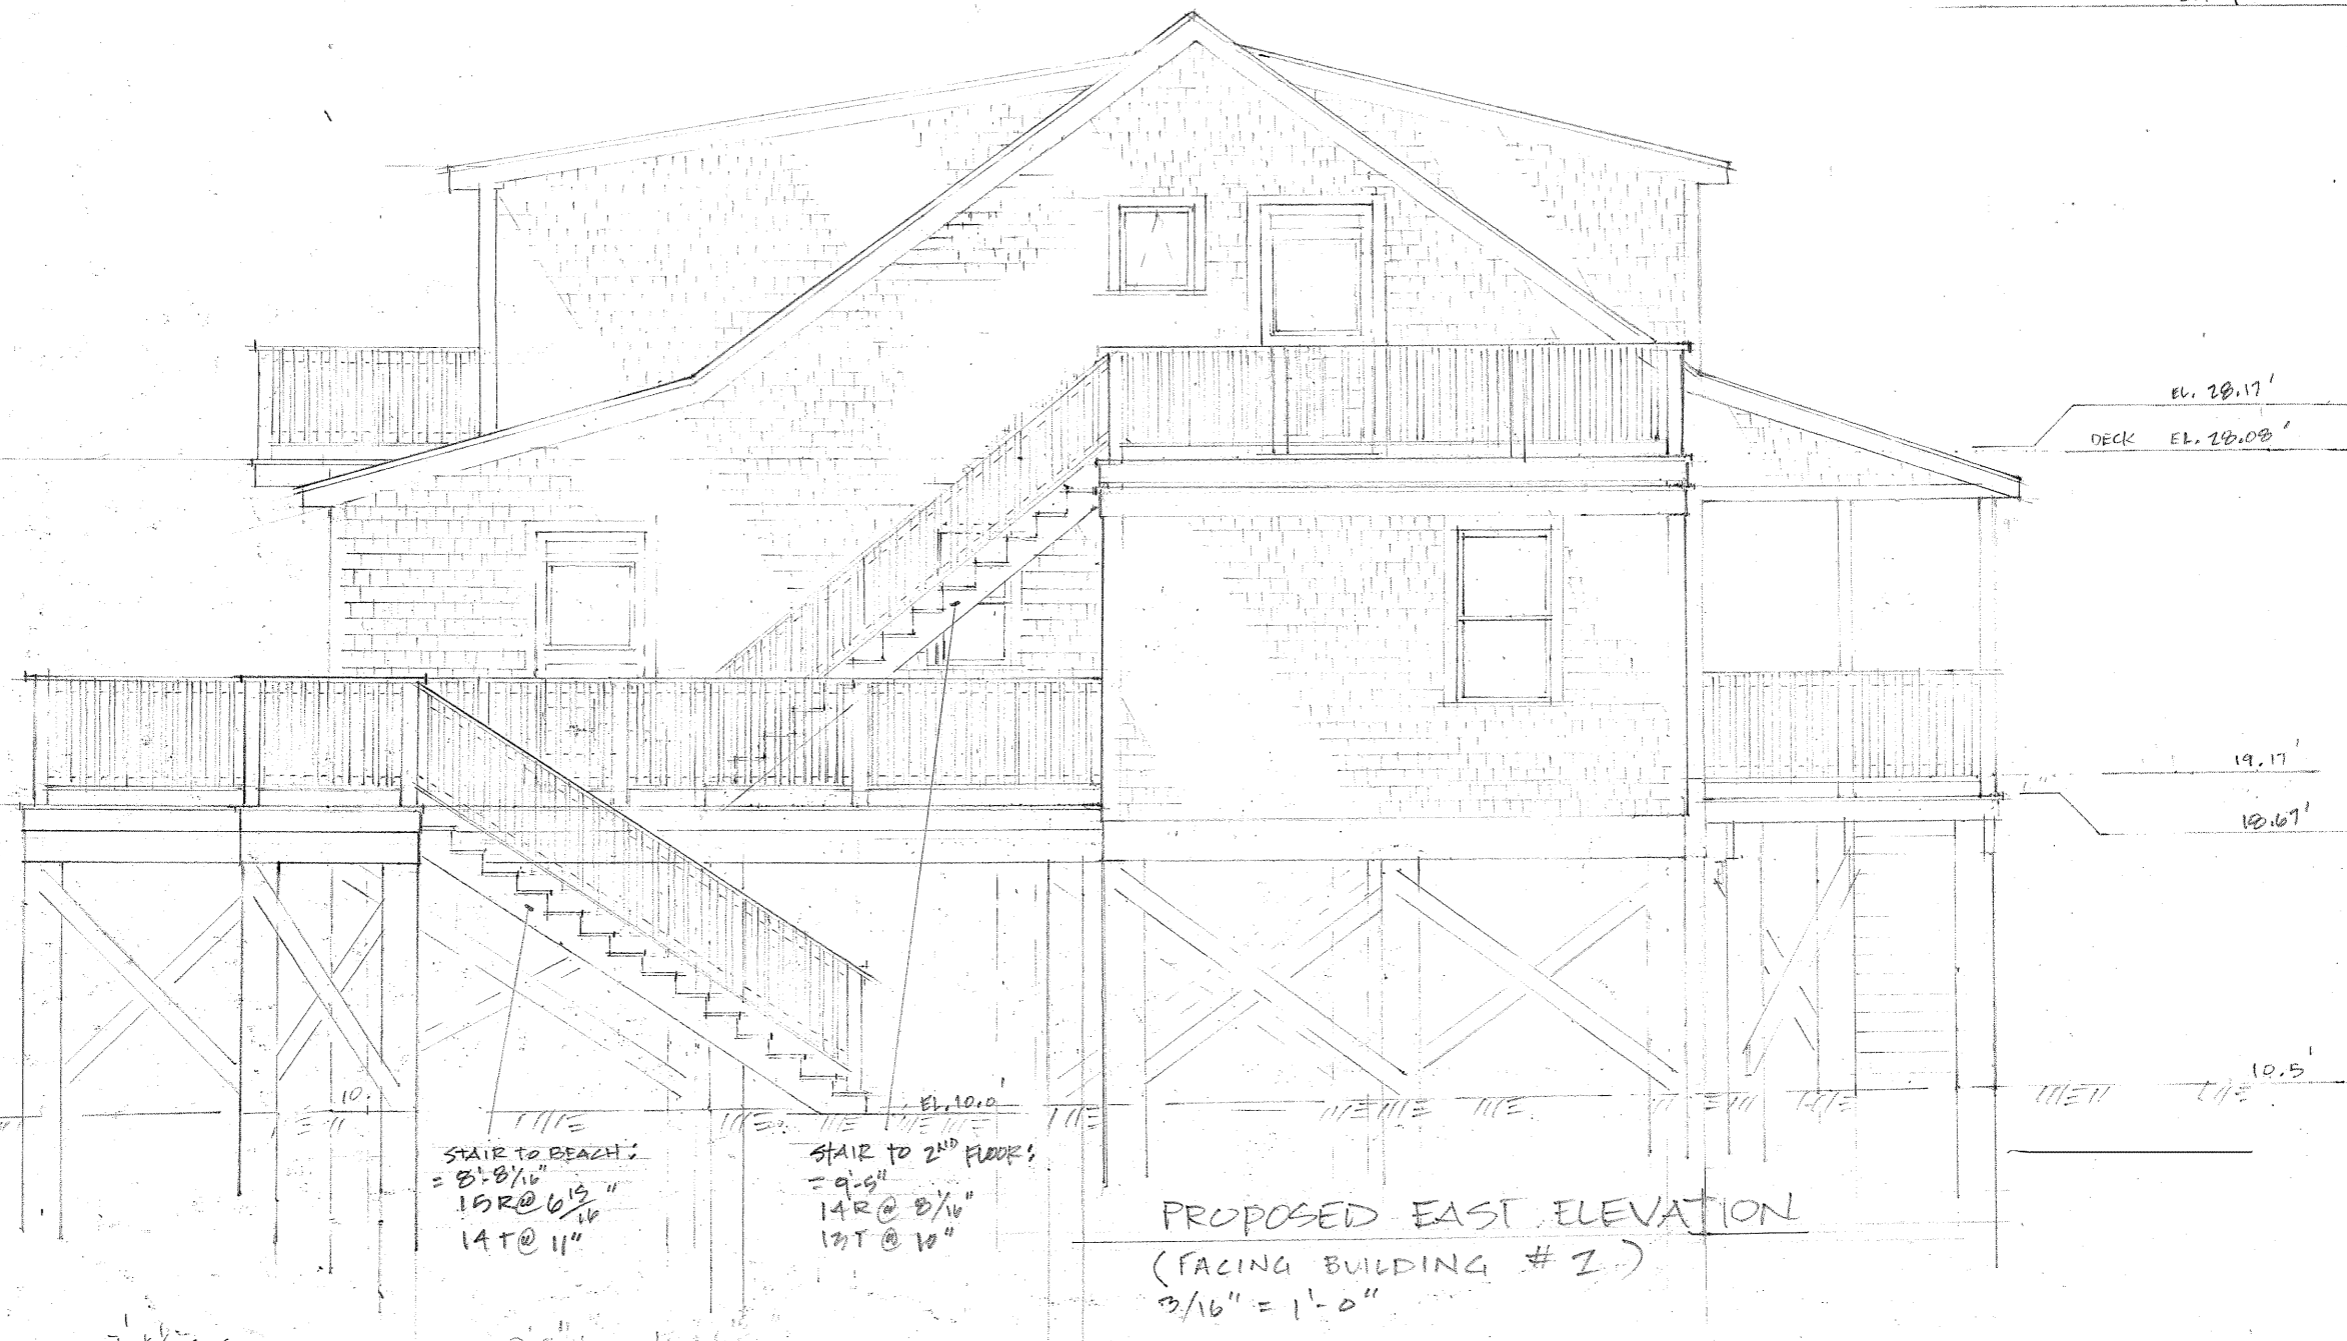 EL. 28.17'
DECK EL. 28.08'
19.17'
18.67'
10.5'
10.
EL. 10.0'
STAIR TO BEACH:
= 8'-8 1/16"
15R @ 6 15/16"
14T @ 11"
STAIR TO 2ND FLOOR:
= 9'-5"
14R @ 8 1/16"
13T @ 10"
PROPOSED EAST ELEVATION
(FACING BUILDING # 2)
3/16" = 1'-0"